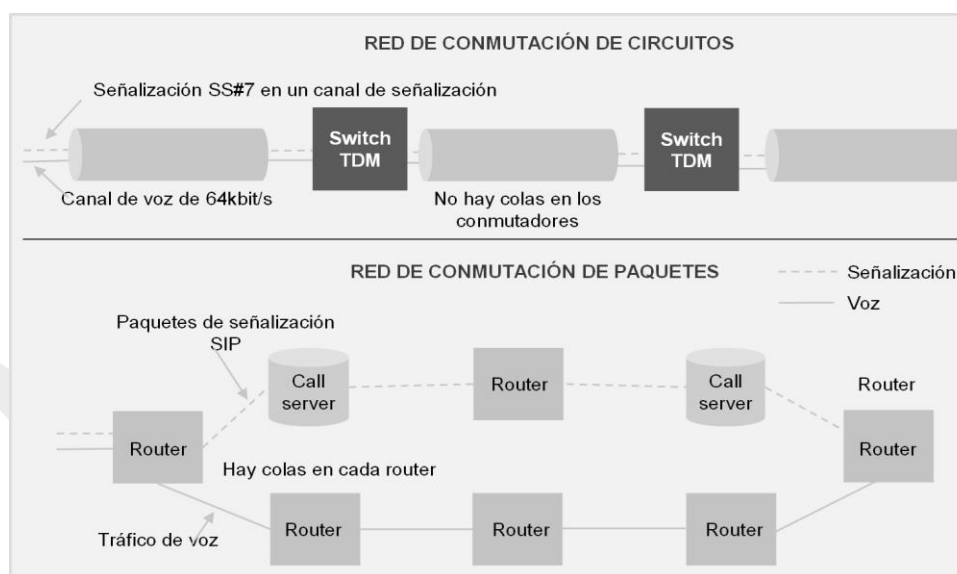 RED DE CONMUTACIÓN DE CIRCUITOS
Señalización SS#7 en un canal de señalización
Switch
TDM
Switch
TDM
Canal de voz de 64kbit/s
No hay colas en los
conmutadores
RED DE CONMUTACIÓN DE PAQUETES
Señalización
Voz
Paquetes de señalización
SIP
Call
server
Router
Call
server
Router
Router
Router
Hay colas en cada router
Tráfico de voz
Router
Router
Router